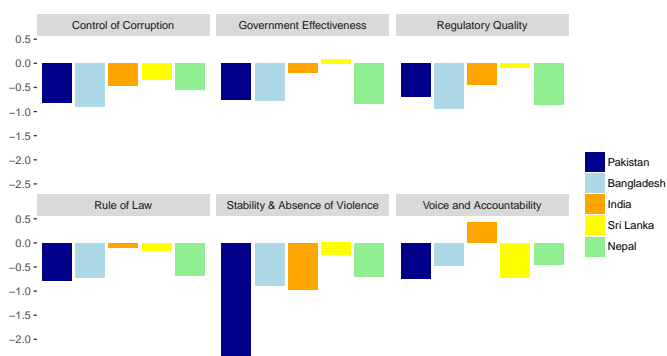 Control of Corruption
Government Effectiveness
Regulatory Quality
0.5
0.0
−0.5
−1.0
−1.5
−2.0
−2.5
Rule of Law
Stability & Absence of Violence
Voice and Accountability
0.5
0.0
−0.5
−1.0
−1.5
−2.0
Pakistan
Bangladesh
India
Sri Lanka
Nepal